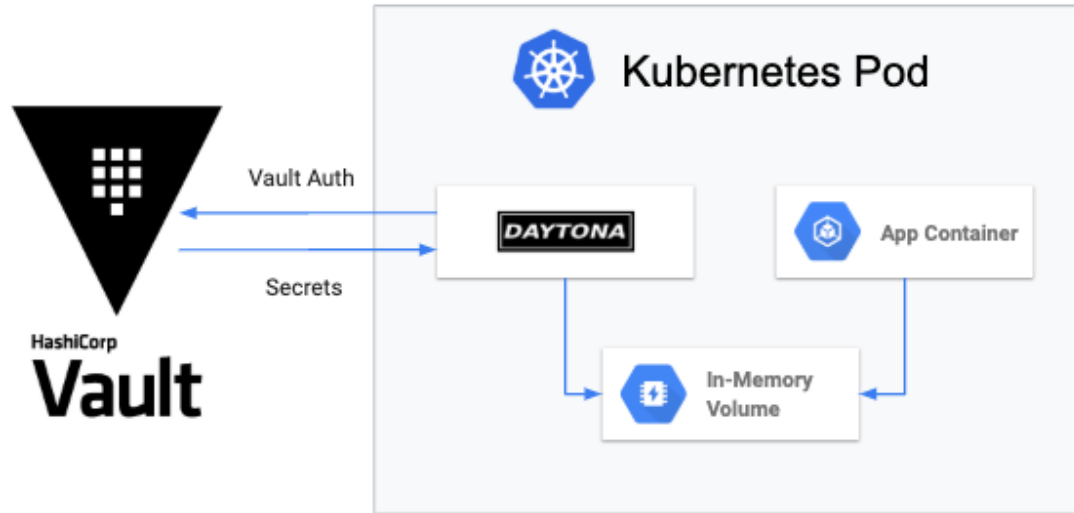 Kubernetes Pod
Vault Auth
DAYTONA
App Container
Secrets
HashiCorp
Vault
In-Memory
Volume